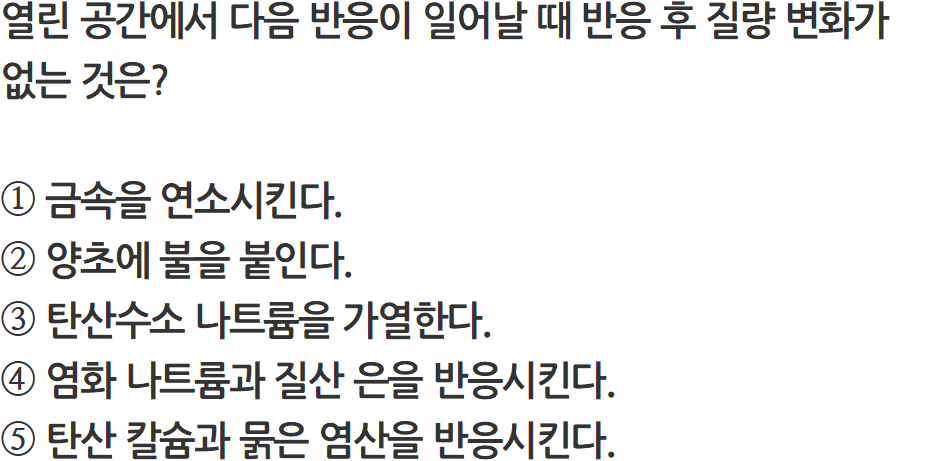 열린 공간에서 다음 반응이 일어날 때 반응 후 질량 변화가
없는 것은?
① 금속을 연소시킨다.
② 양초에 불을 붙인다.
③ 탄산수소 나트륨을 가열한다.
④ 염화 나트륨과 질산 은을 반응시킨다.
⑤ 탄산 칼슘과 묽은 염산을 반응시킨다.